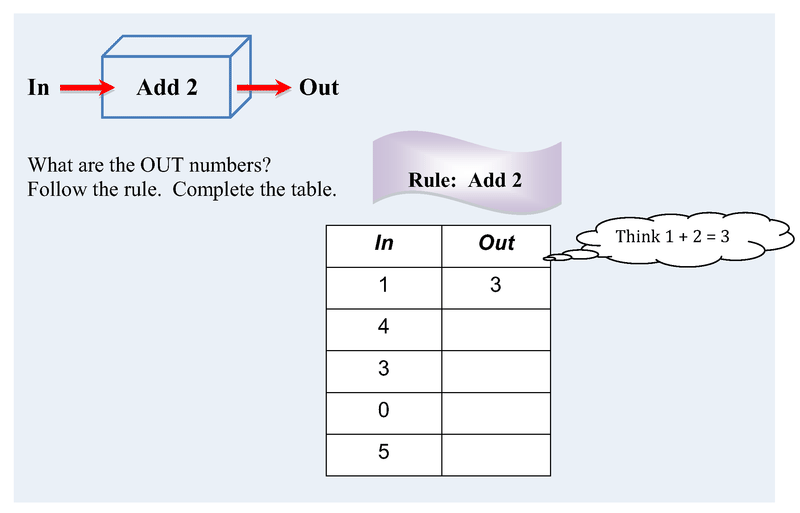 In Add 2 Out
What are the OUT numbers?
Follow the rule. Complete the table.
Rule: Add 2
In Out
Think 1 + 2 = 3
1 3
4
3
0
5